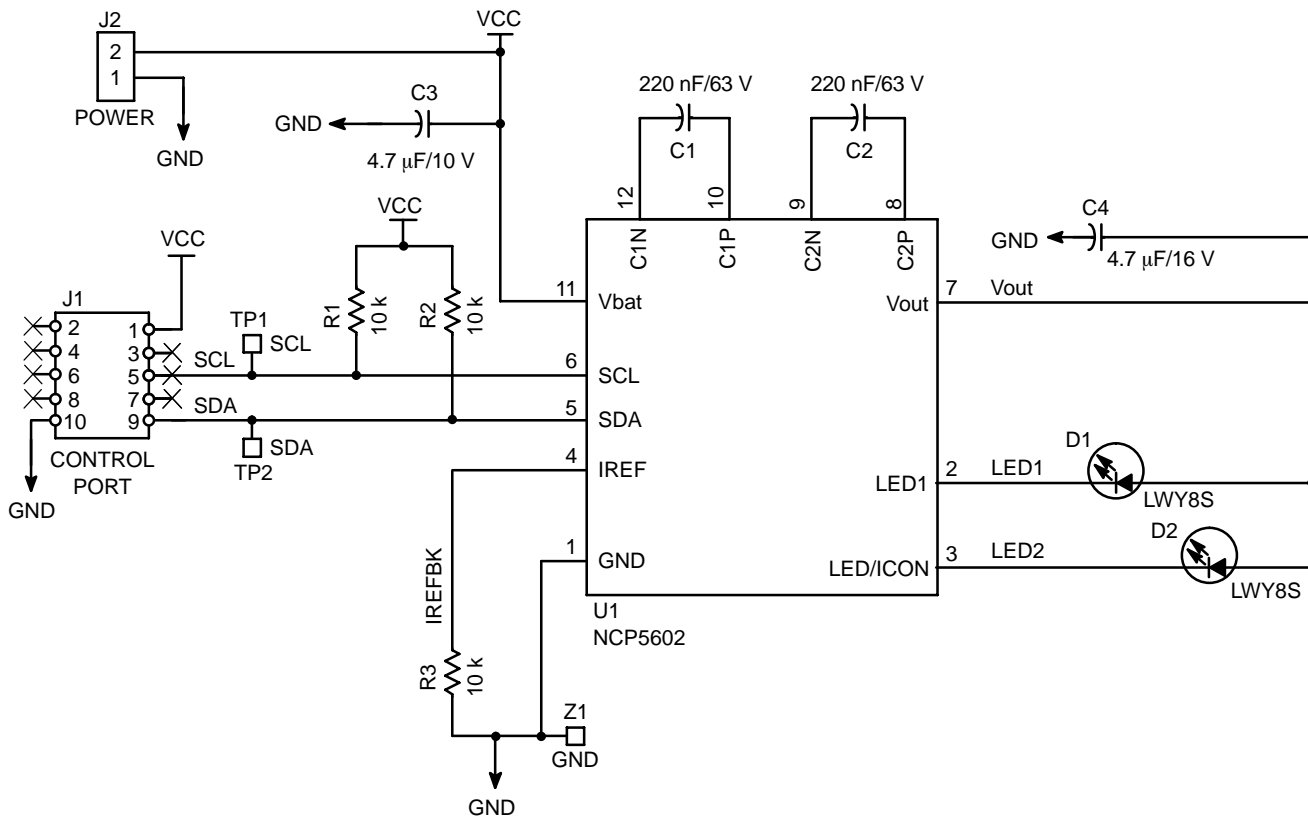 J2
2
1
POWER
GND
VCC
C3
GND
4.7 μF/10 V
220 nF/63 V
C1
220 nF/63 V
C2
12
10
9
8
C1N
C1P
C2N
C2P
C4
GND
4.7 μF/16 V
VCC
R1
10 k
R2
10 k
11
Vbat
Vout
7
Vout
VCC
J1
2
4
6
8
10
1
3
5
7
9
CONTROL
PORT
GND
TP1
SCL
SCL
6
SCL
SDA
SDA
TP2
5
SDA
4
IREF
IREFBK
R3
10 k
1
GND
LED1
2
LED1
D1
LWY8S
LED/ICON
3
LED2
D2
LWY8S
U1
NCP5602
Z1
GND
GND